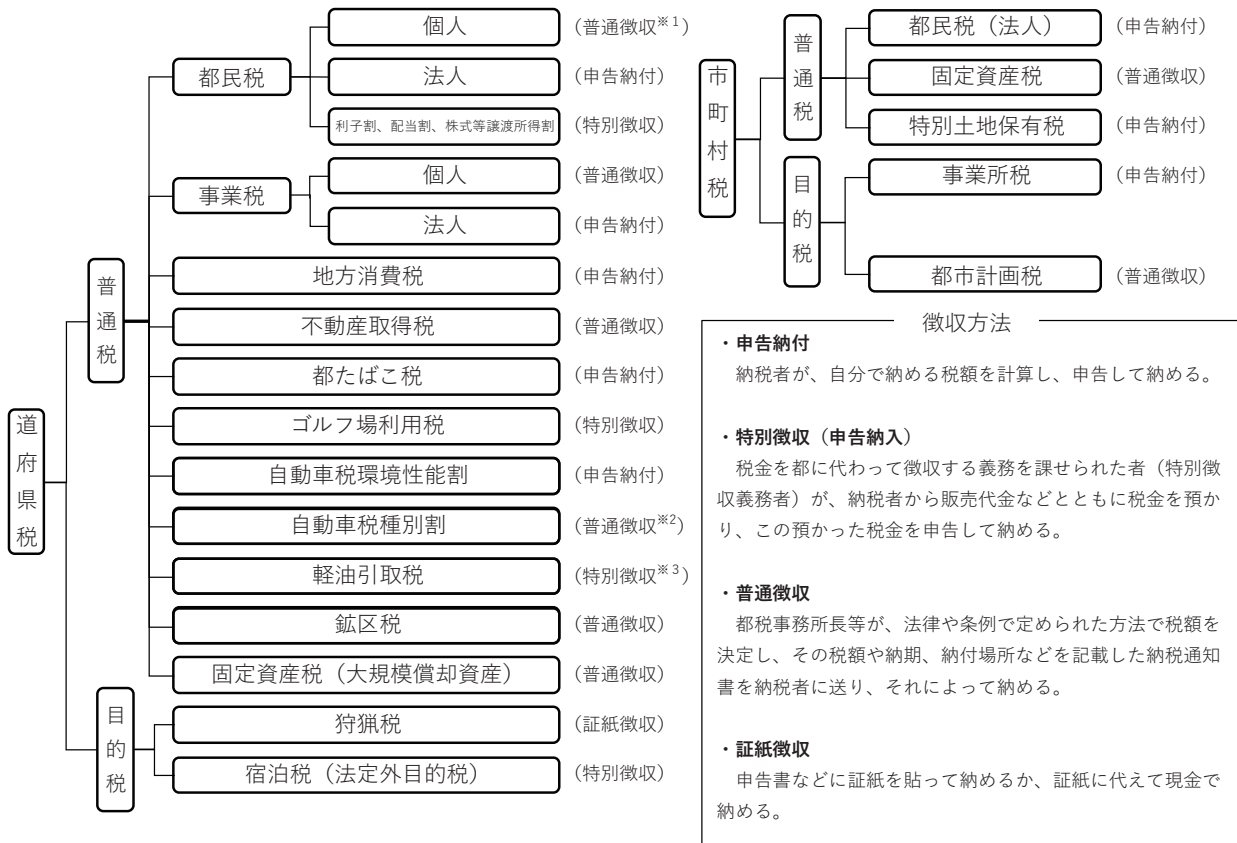 道府県税
普通税
都民税
個人 (普通徴収※1)
法人 (申告納付)
利子割、配当割、株式等譲渡所得割 (特別徴収)
事業税
個人 (普通徴収)
法人 (申告納付)
地方消費税 (申告納付)
不動産取得税 (普通徴収)
都たばこ税 (申告納付)
ゴルフ場利用税 (特別徴収)
自動車税環境性能割 (申告納付)
自動車税種別割 (普通徴収※2)
軽油引取税 (特別徴収※3)
鉱区税 (普通徴収)
固定資産税（大規模償却資産） (普通徴収)
目的税
狩猟税 (証紙徴収)
宿泊税（法定外目的税） (特別徴収)
市町村税
普通税
都民税（法人） (申告納付)
固定資産税 (普通徴収)
特別土地保有税 (申告納付)
目的税
事業所税 (申告納付)
都市計画税 (普通徴収)
徴収方法
・申告納付
納税者が、自分で納める税額を計算し、申告して納める。
・特別徴収（申告納入）
税金を都に代わって徴収する義務を課せられた者（特別徴
収義務者）が、納税者から販売代金などとともに税金を預か
り、この預かった税金を申告して納める。
・普通徴収
都税事務所長等が、法律や条例で定められた方法で税額を
決定し、その税額や納期、納付場所などを記載した納税通知
書を納税者に送り、それによって納める。
・証紙徴収
申告書などに証紙を貼って納めるか、証紙に代えて現金で
納める。